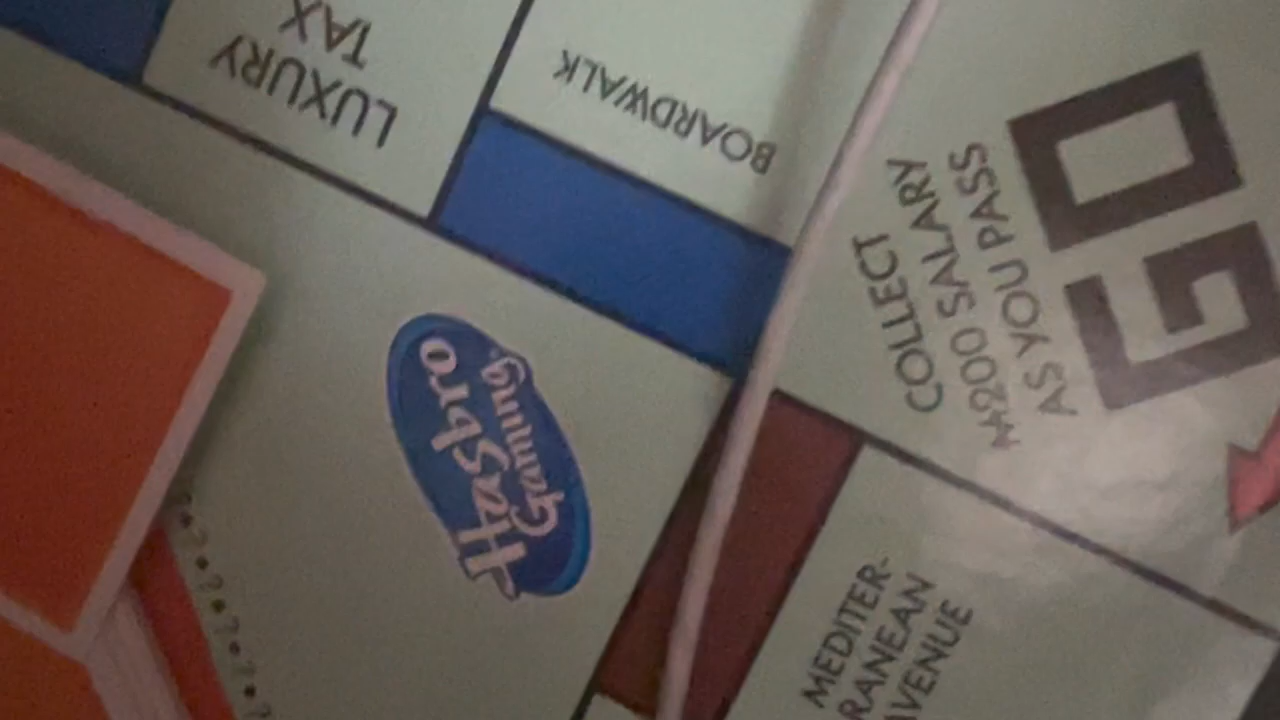 LUXURY
TAX
BOARDWALK
COLLECT
₩200 SALARY
AS YOU PASS
GO
Hasbro
Gaming
MEDITER-
RANEAN
AVENUE